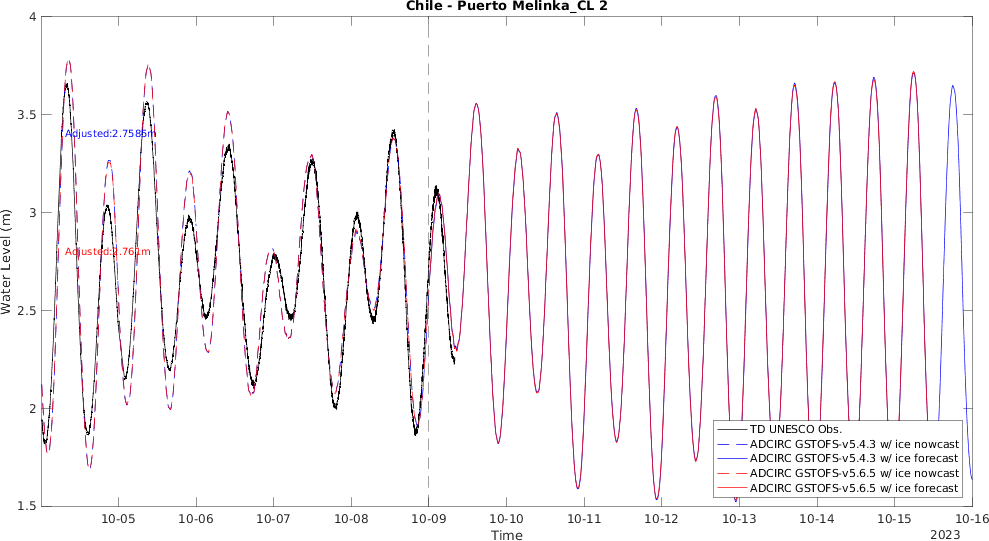 Chile - Puerto Melinka_CL 2
4
3.5
3
2.5
2
1.5
Water Level (m)
Adjusted:2.7586m
Adjusted:2.761m
10-05
10-06
10-07
10-08
10-09
10-10
10-11
10-12
10-13
10-14
10-15
10-16
Time
2023
TD UNESCO Obs.
ADCIRC GSTOFS-v5.4.3 w/ ice nowcast
ADCIRC GSTOFS-v5.4.3 w/ ice forecast
ADCIRC GSTOFS-v5.6.5 w/ ice nowcast
ADCIRC GSTOFS-v5.6.5 w/ ice forecast